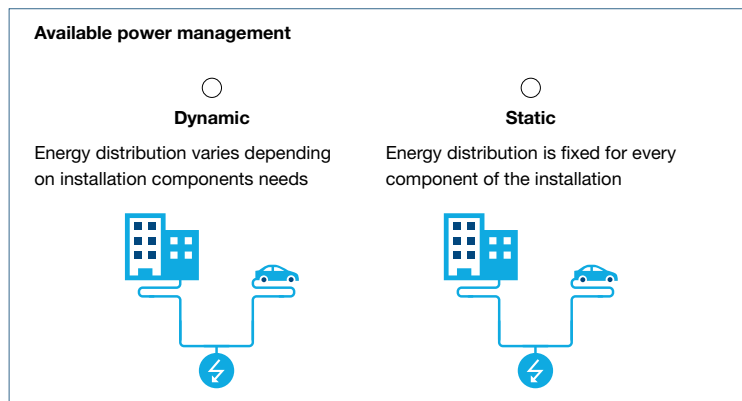 Available power management
Dynamic
Energy distribution varies depending
on installation components needs
Static
Energy distribution is fixed for every
component of the installation